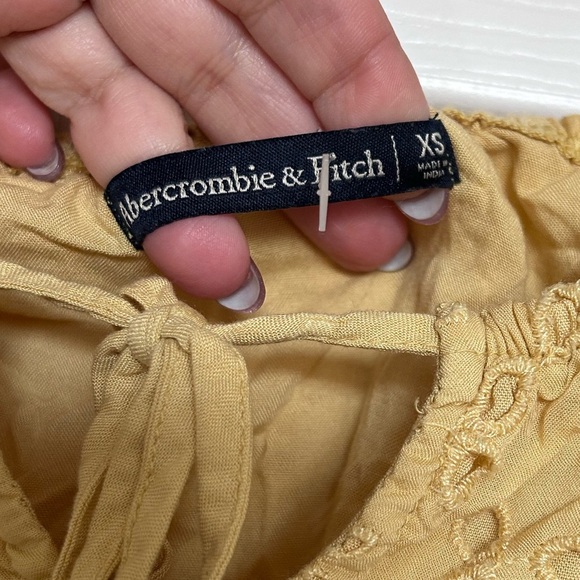 Abercrombie & Fitch
XS
MADE IN
INDIA